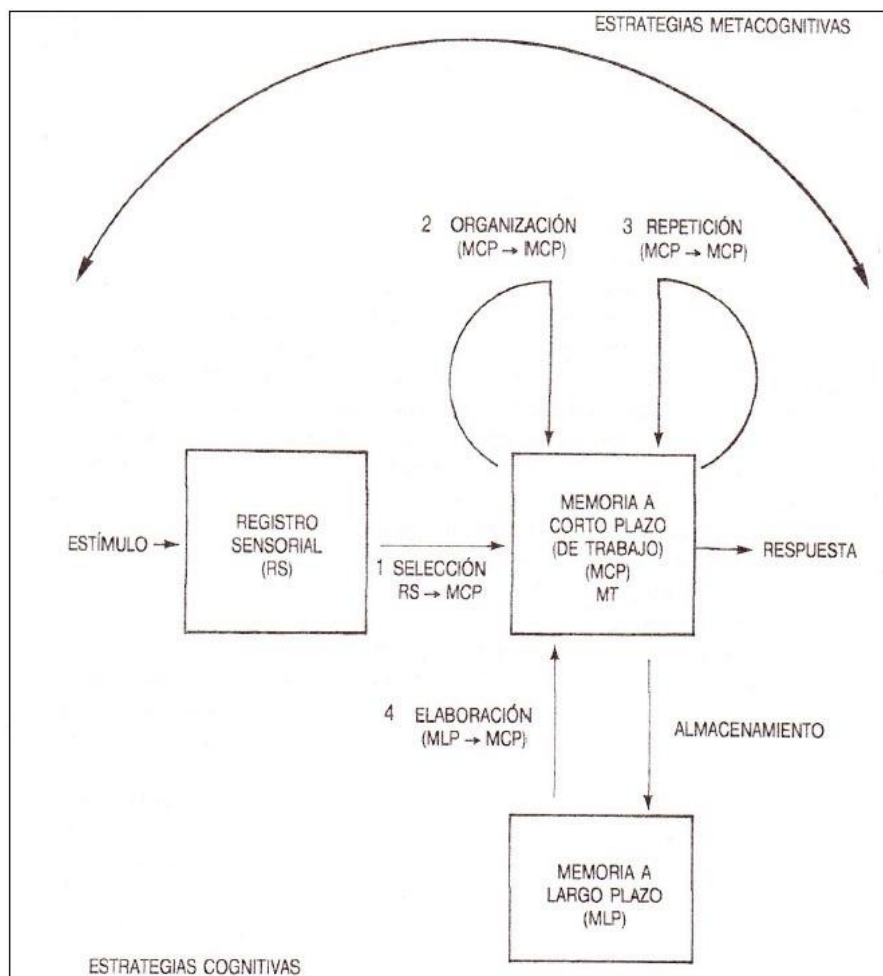 ESTRATEGIAS METACOGNITIVAS
2 ORGANIZACIÓN
(MCP → MCP)
3 REPETICIÓN
(MCP → MCP)
ESTÍMULO →
REGISTRO
SENSORIAL
(RS)
1 SELECCIÓN
RS → MCP
MEMORIA A
CORTO PLAZO
(DE TRABAJO)
(MCP)
MT
RESPUESTA
4 ELABORACIÓN
(MLP → MCP)
ALMACENAMIENTO
MEMORIA A
LARGO PLAZO
(MLP)
ESTRATEGIAS COGNITIVAS